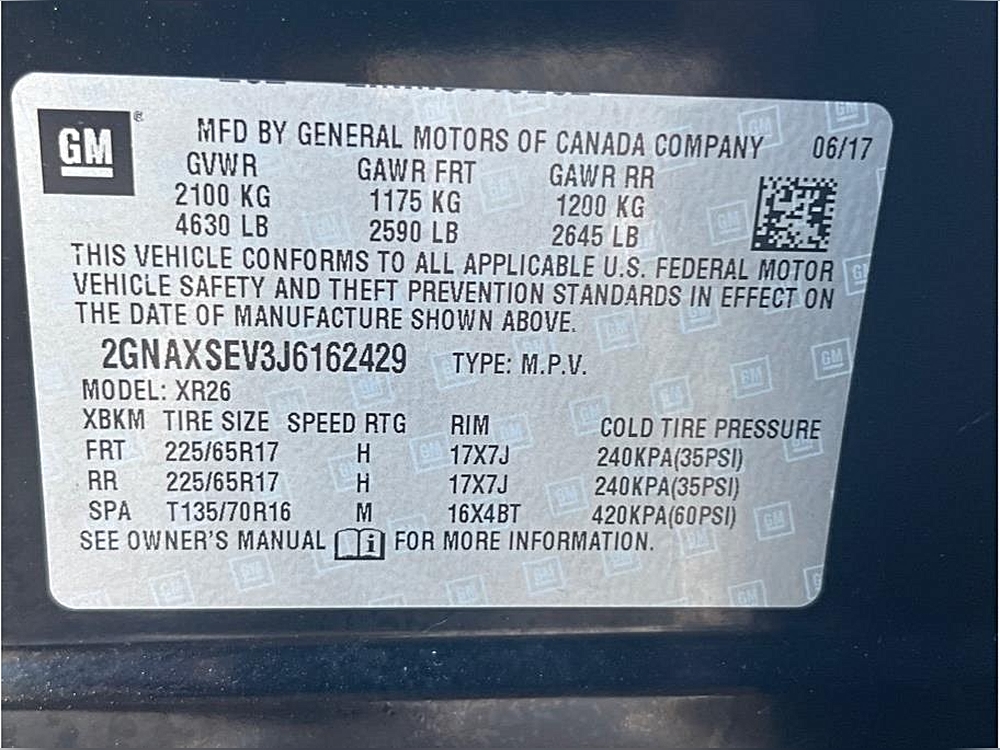 GM ®
MFD BY GENERAL MOTORS OF CANADA COMPANY 06/17
GVWR GAWR FRT GAWR RR
2100 KG 1175 KG 1200 KG
4630 LB 2590 LB 2645 LB
THIS VEHICLE CONFORMS TO ALL APPLICABLE U.S. FEDERAL MOTOR
VEHICLE SAFETY AND THEFT PREVENTION STANDARDS IN EFFECT ON
THE DATE OF MANUFACTURE SHOWN ABOVE.
2GNAXSEV3J6162429 TYPE: M.P.V.
MODEL: XR26
XBKM TIRE SIZE SPEED RTG RIM COLD TIRE PRESSURE
FRT 225/65R17 H 17X7J 240KPA(35PSI)
RR 225/65R17 H 17X7J 240KPA(35PSI)
SPA T135/70R16 M 16X4BT 420KPA(60PSI)
SEE OWNER'S MANUAL i FOR MORE INFORMATION.